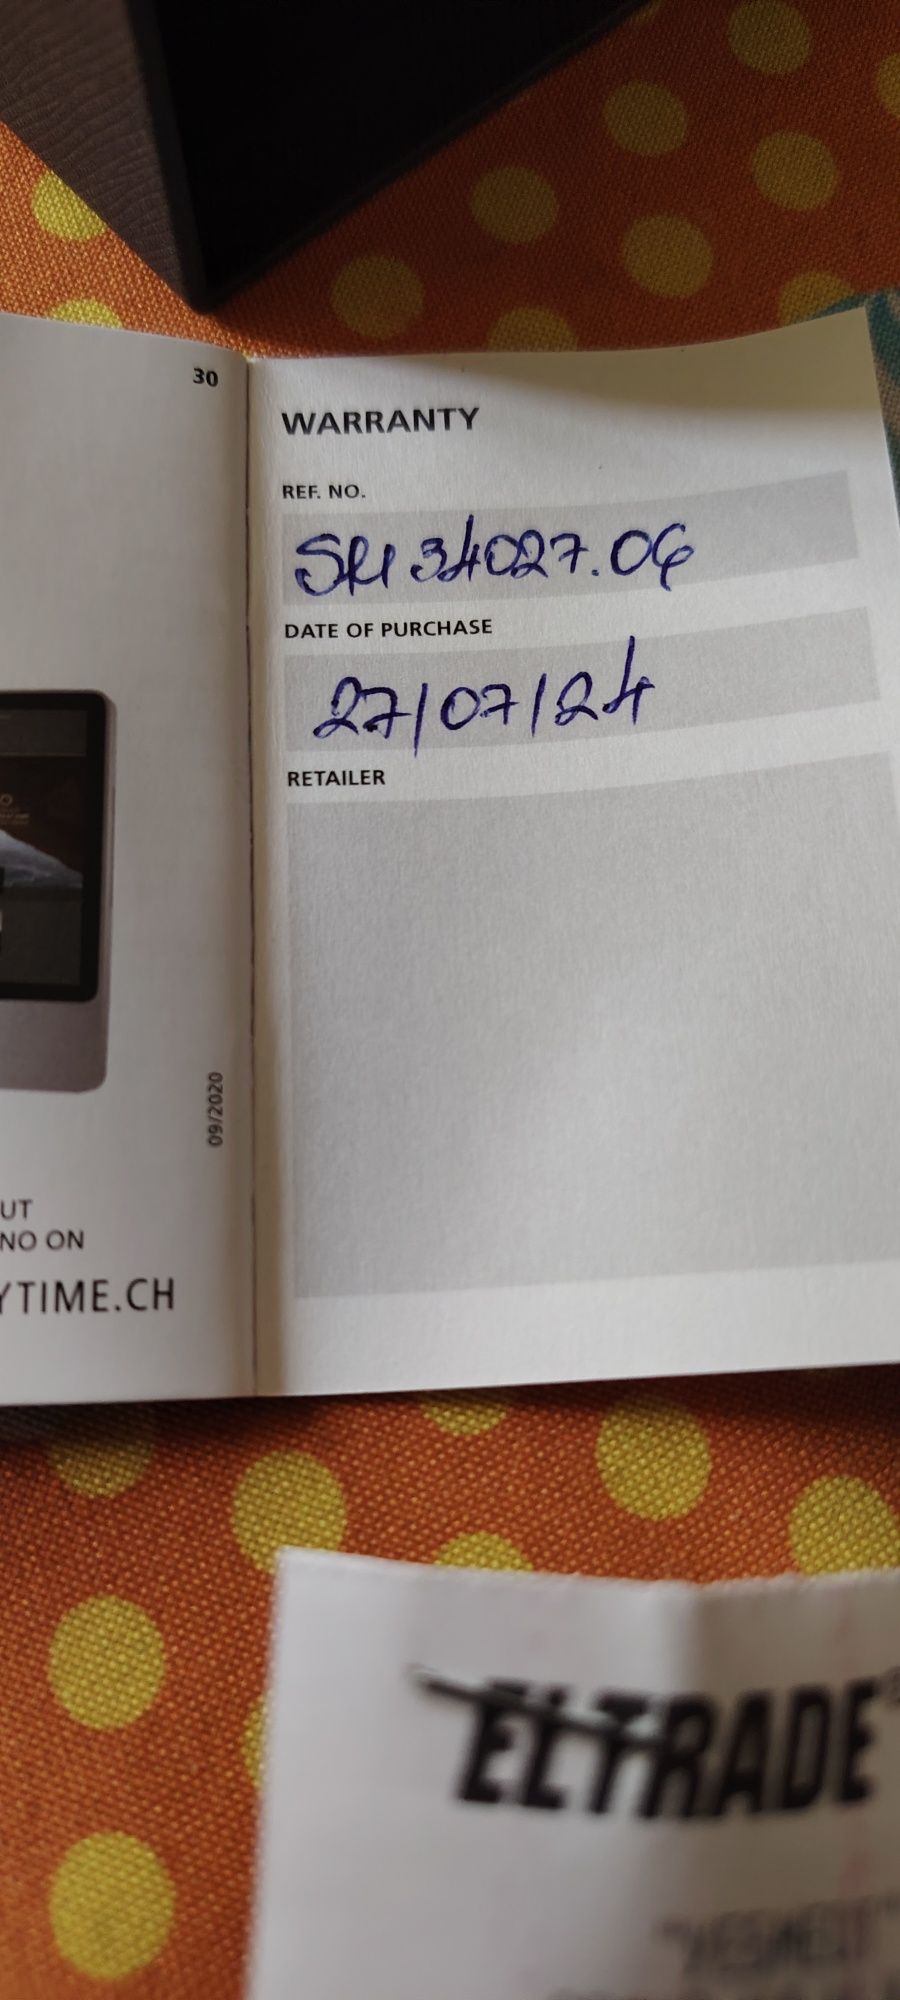 30
UT
NO ON
YTIME.CH
09/2020
WARRANTY
REF. NO.
SM 34027.06
DATE OF PURCHASE
27/07/24
RETAILER
ELTRADE